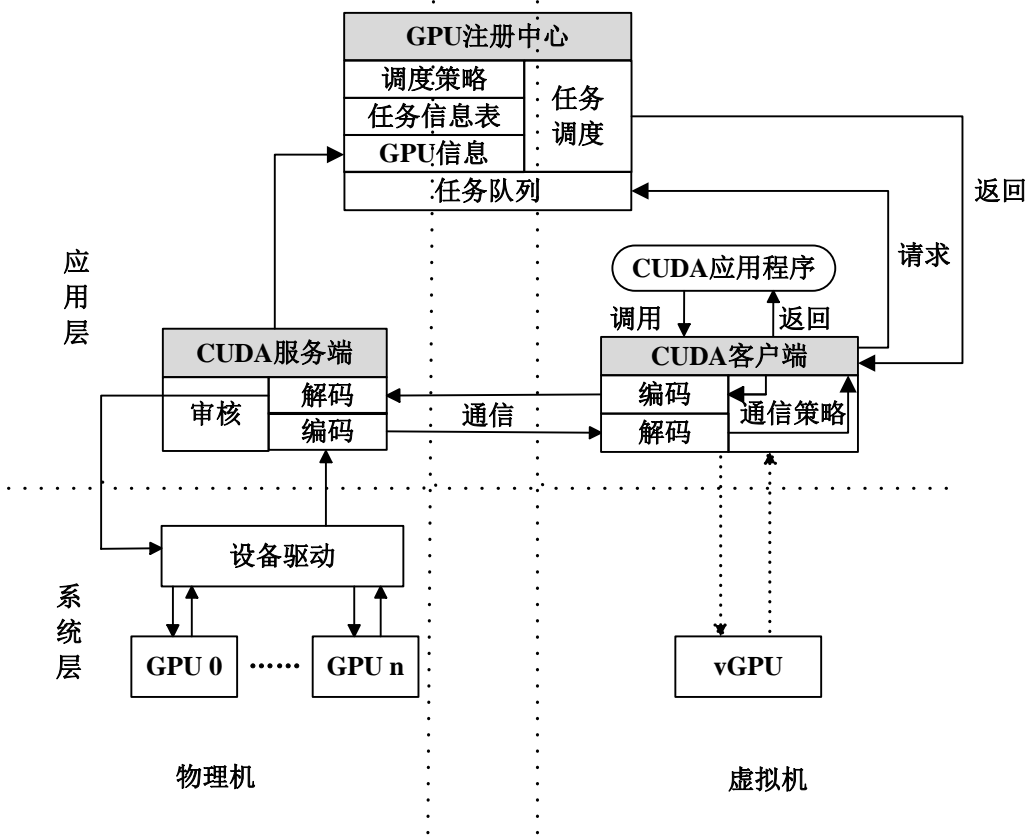 GPU注册中心
调度策略
任务信息表
GPU信息
任务
调度
任务队列
返回
请求
应
用
层
CUDA应用程序
调用
返回
CUDA服务端
审核
解码
编码
通信
CUDA客户端
编码
解码
通信策略
设备驱动
系
统
层
GPU 0
······
GPU n
vGPU
物理机
虚拟机